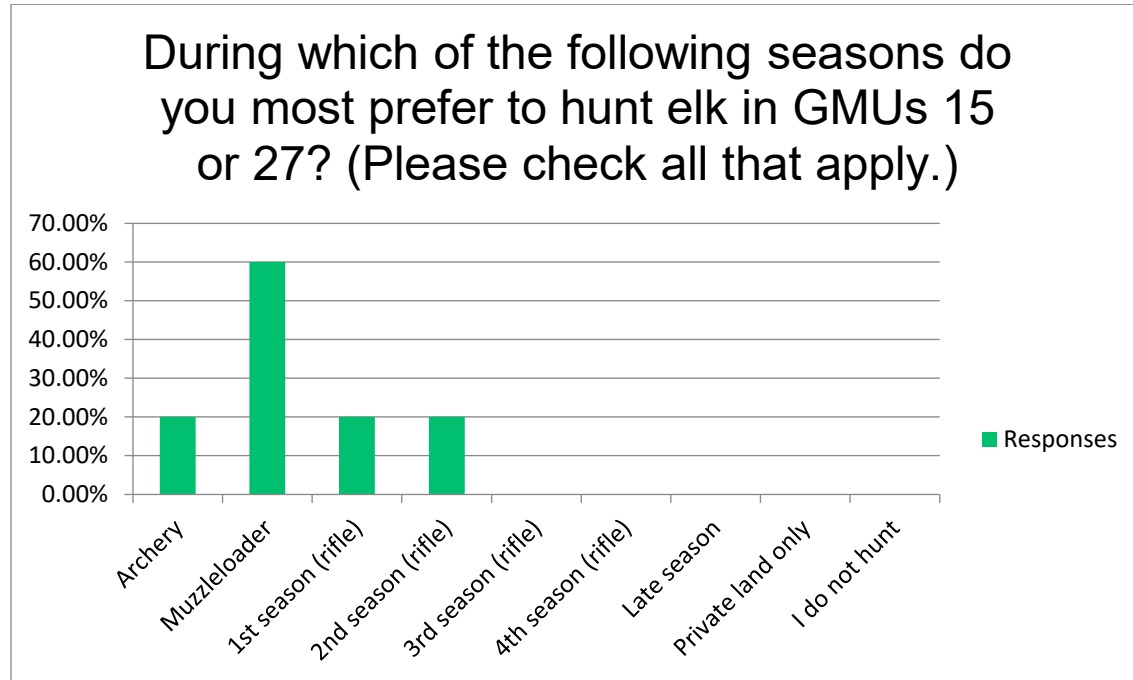 During which of the following seasons do
you most prefer to hunt elk in GMUs 15
or 27? (Please check all that apply.)
70.00%
60.00%
50.00%
40.00%
30.00%
20.00%
10.00%
0.00%
Archery
Muzzleloader
1st season (rifle)
2nd season (rifle)
3rd season (rifle)
4th season (rifle)
Late season
Private land only
I do not hunt
Responses